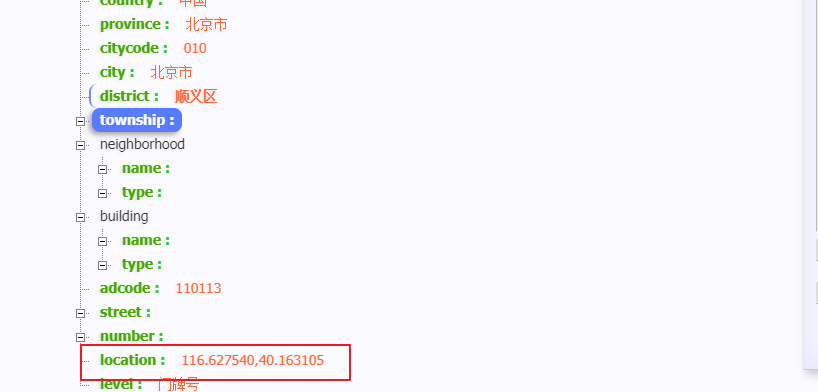 country : 中国
province : 北京市
citycode : 010
city : 北京市
district : 顺义区
township :
neighborhood
name :
type :
building
name :
type :
adcode : 110113
street :
number :
location : 116.627540,40.163105
level : 门牌号